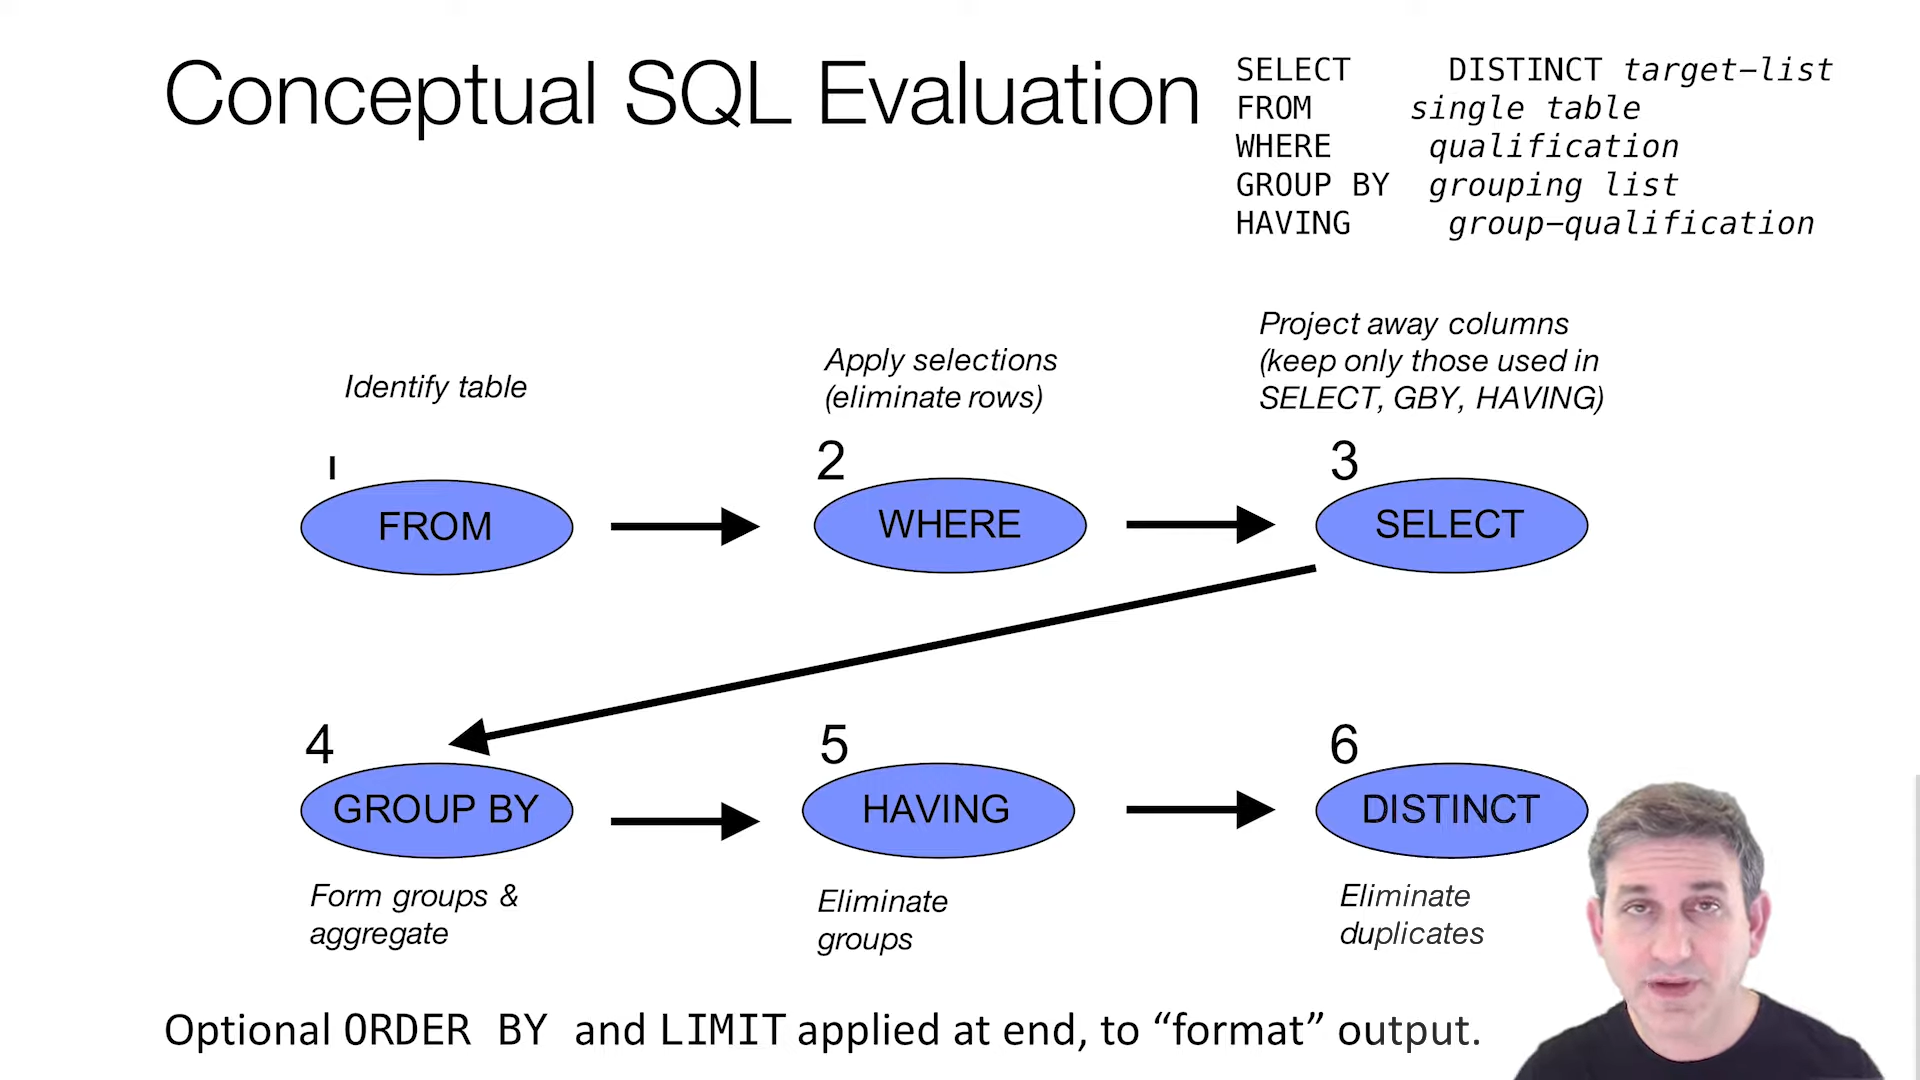 Conceptual SQL Evaluation
SELECT DISTINCT target-list
FROM single table
WHERE qualification
GROUP BY grouping list
HAVING group-qualification
Identify table
Apply selections
(eliminate rows)
Project away columns
(keep only those used in
SELECT, GBY, HAVING)
1
FROM
2
WHERE
3
SELECT
4
GROUP BY
5
HAVING
6
DISTINCT
Form groups &
aggregate
Eliminate
groups
Eliminate
duplicates
Optional ORDER BY and LIMIT applied at end, to “format” output.